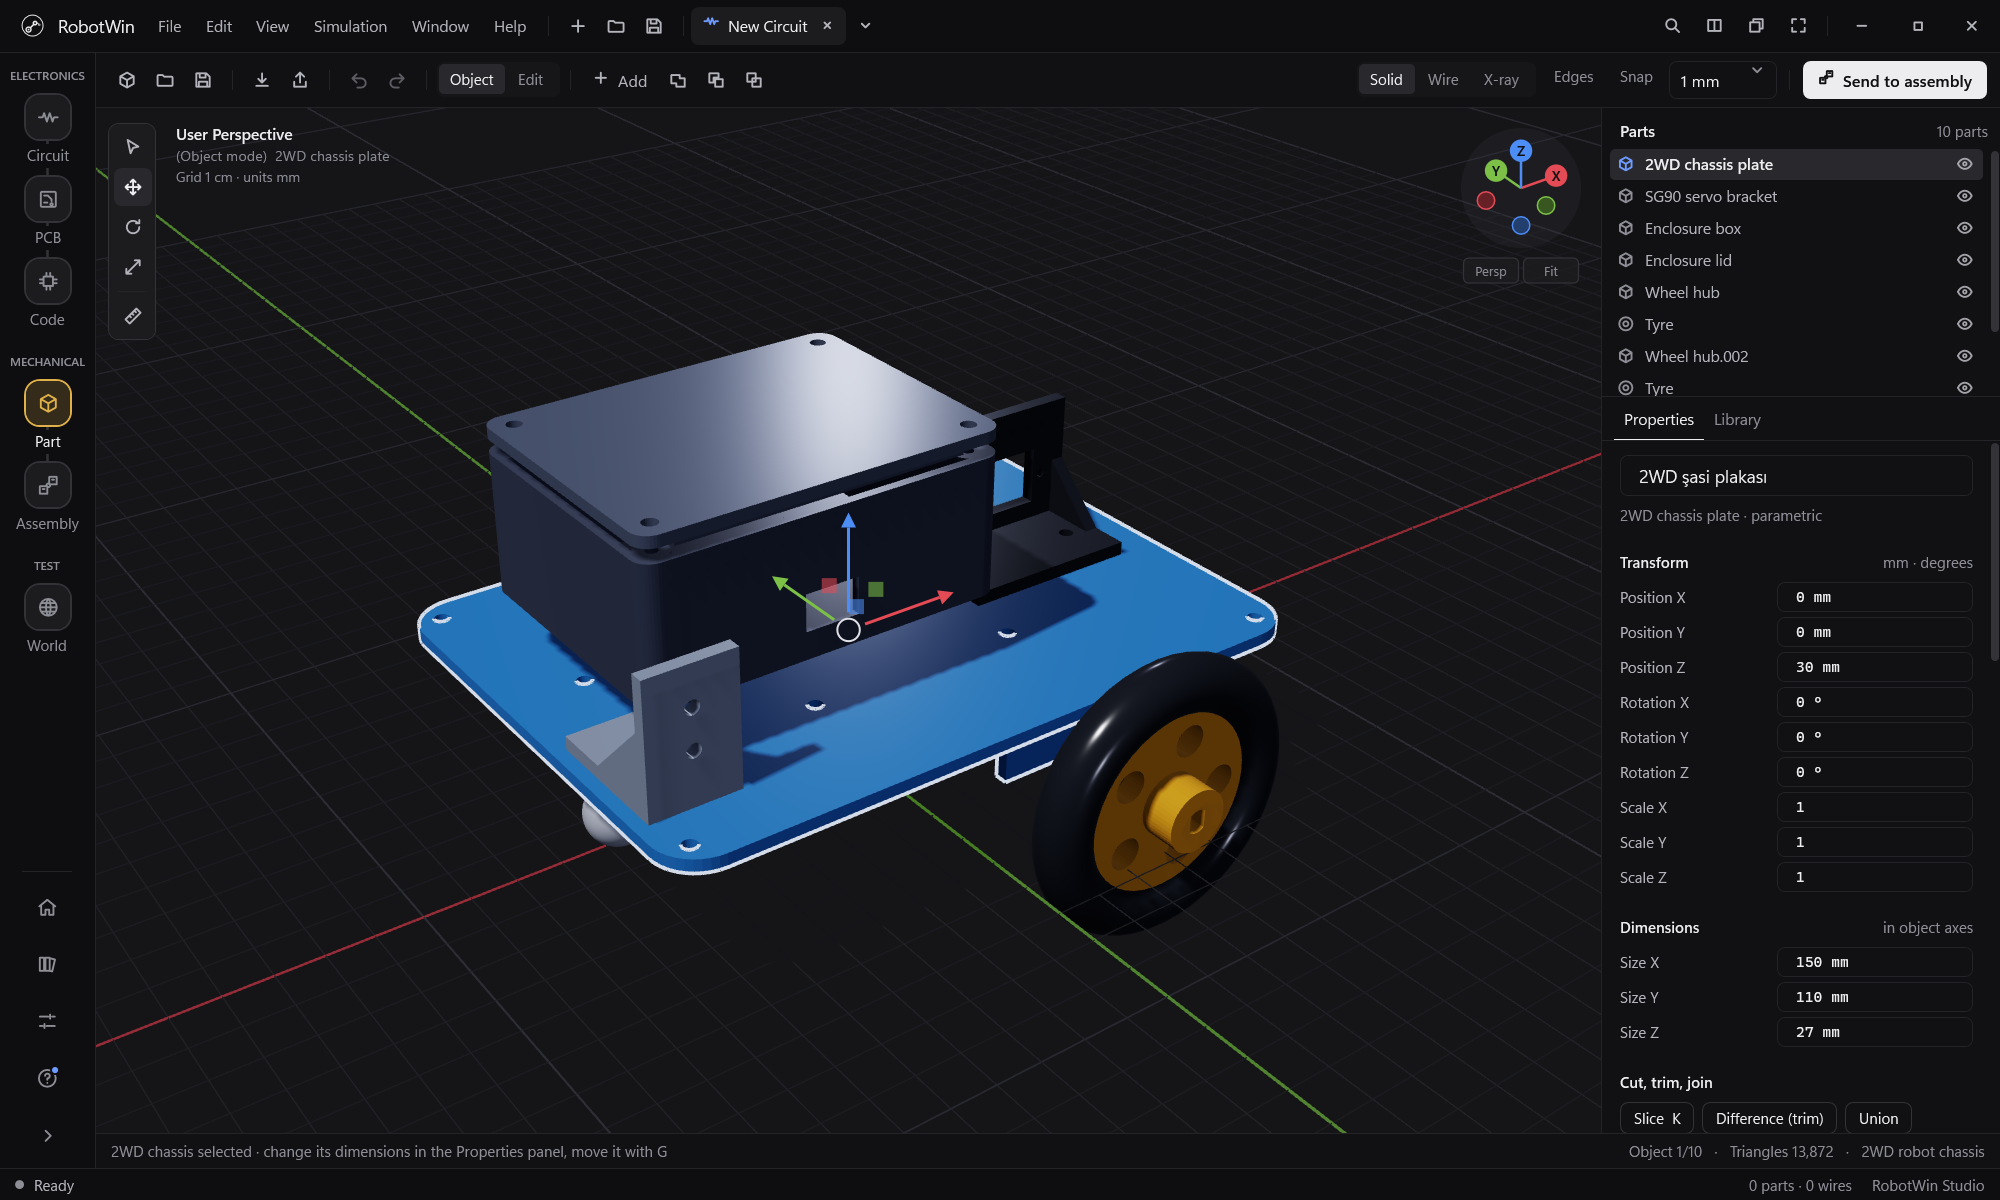 RobotWin File Edit View Simulation Window Help New Circuit
ELECTRONICS
Circuit
PCB
Code
MECHANICAL
Part
Assembly
TEST
World
Object Edit Add Solid Wire X-ray Edges Snap 1 mm Send to assembly
User Perspective
(Object mode) 2WD chassis plate
Grid 1 cm · units mm
Z
Y
X
Persp Fit
Parts 10 parts
2WD chassis plate
SG90 servo bracket
Enclosure box
Enclosure lid
Wheel hub
Tyre
Wheel hub.002
Tyre
Properties Library
2WD şasi plakası
2WD chassis plate · parametric
Transform mm · degrees
Position X 0 mm
Position Y 0 mm
Position Z 30 mm
Rotation X 0 °
Rotation Y 0 °
Rotation Z 0 °
Scale X 1
Scale Y 1
Scale Z 1
Dimensions in object axes
Size X 150 mm
Size Y 110 mm
Size Z 27 mm
Cut, trim, join
Slice K Difference (trim) Union
2WD chassis selected · change its dimensions in the Properties panel, move it with G
Object 1/10 · Triangles 13,872 · 2WD robot chassis
Ready
0 parts · 0 wires RobotWin Studio